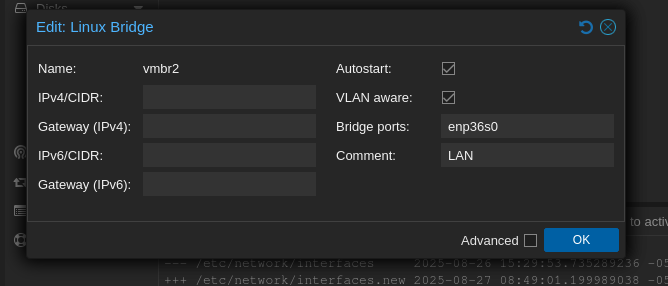 Disks
Edit: Linux Bridge
Name: vmbr2 Autostart:
IPv4/CIDR: VLAN aware:
Gateway (IPv4): Bridge ports: enp36s0
IPv6/CIDR: Comment: LAN
Gateway (IPv6):
to activ
Advanced OK
--- /etc/network/interfaces 2025-08-26 15:29:53.735289236 -05
+++ /etc/network/interfaces.new 2025-08-27 08:49:01.199989038 -05